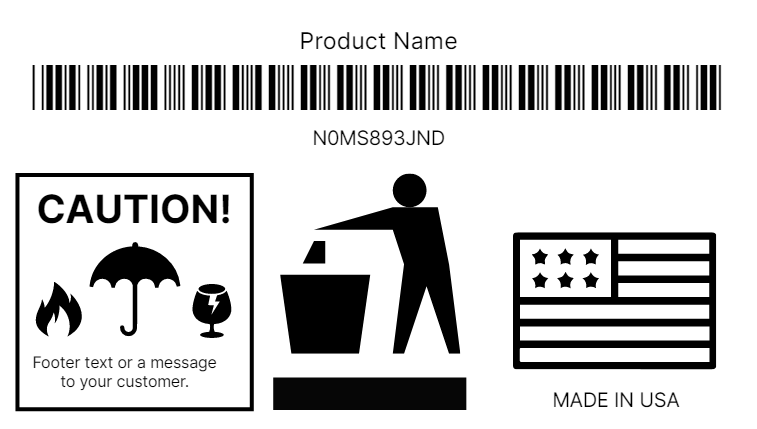 Product Name
N0MS893JND
CAUTION!
Footer text or a message
to your customer.
MADE IN USA